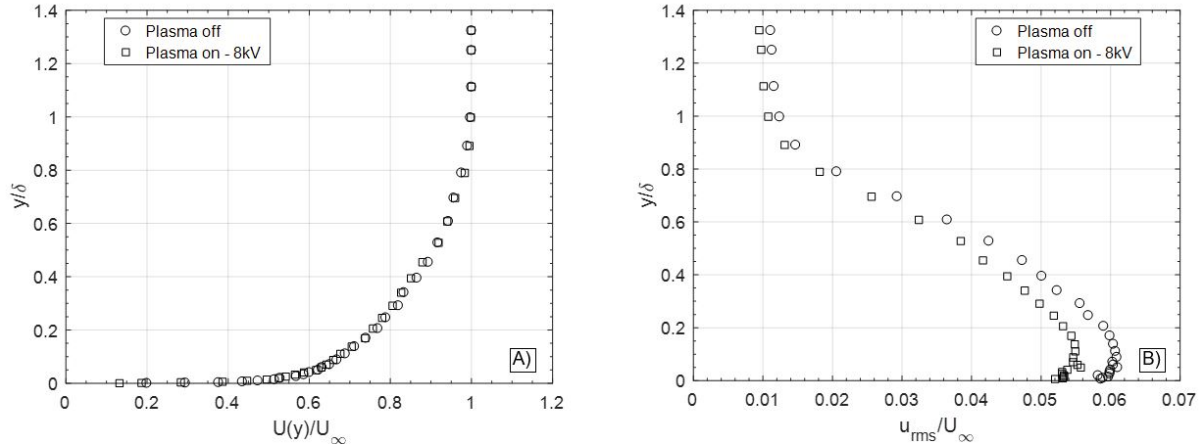 1.4
1.2
1
0.8
0.6
0.4
0.2
0
y/δ
Plasma off
Plasma on - 8kV
A)
0 0.2 0.4 0.6 0.8 1 1.2
U(y)/U∞
1.4
1.2
1
0.8
0.6
0.4
0.2
0
y/δ
Plasma off
Plasma on - 8kV
B)
0 0.01 0.02 0.03 0.04 0.05 0.06 0.07
u_rms/U∞